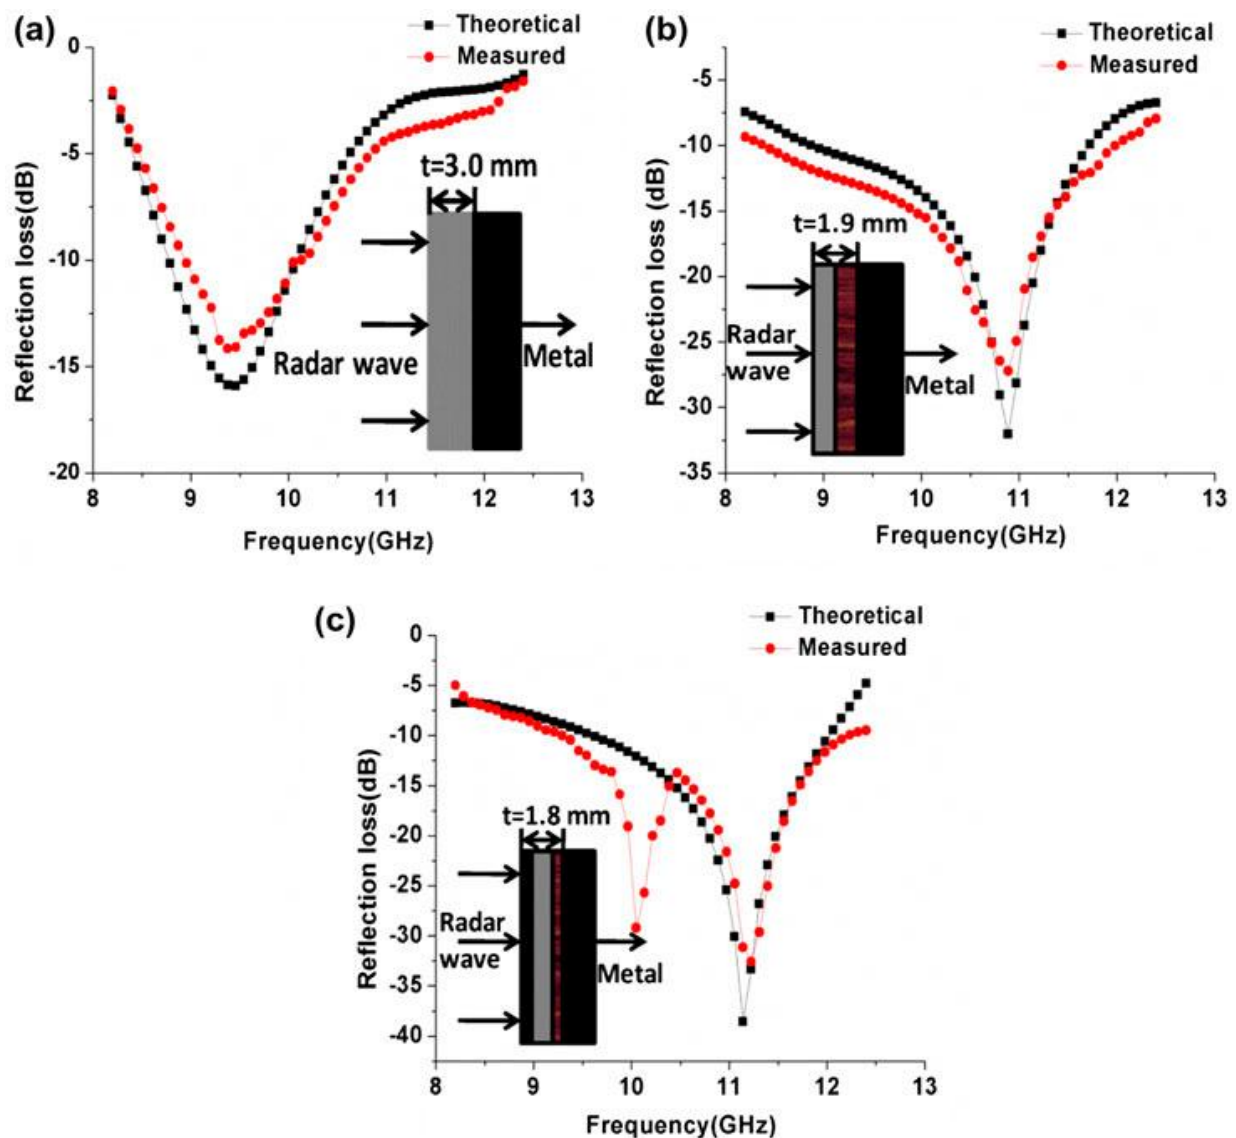 (a)
Theoretical
Measured
0
-5
-10
-15
-20
Reflection loss(dB)
t=3.0 mm
Radar wave
Metal
8 9 10 11 12 13
Frequency(GHz)
(b)
Theoretical
Measured
-5
-10
-15
-20
-25
-30
-35
Reflection loss (dB)
t=1.9 mm
Radar
wave
Metal
8 9 10 11 12 13
Frequency(GHz)
(c)
Theoretical
Measured
0
-5
-10
-15
-20
-25
-30
-35
-40
Reflection loss(dB)
t=1.8 mm
Radar
wave
Metal
8 9 10 11 12 13
Frequency(GHz)